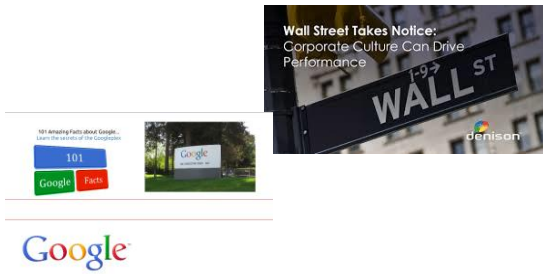 Wall Street Takes Notice:
Corporate Culture Can Drive
Performance
1-9→
WALL ST
denison
101 Amazing Facts about Google...
Learn the secrets of the Googleplex
101
Google Facts
Google
Google